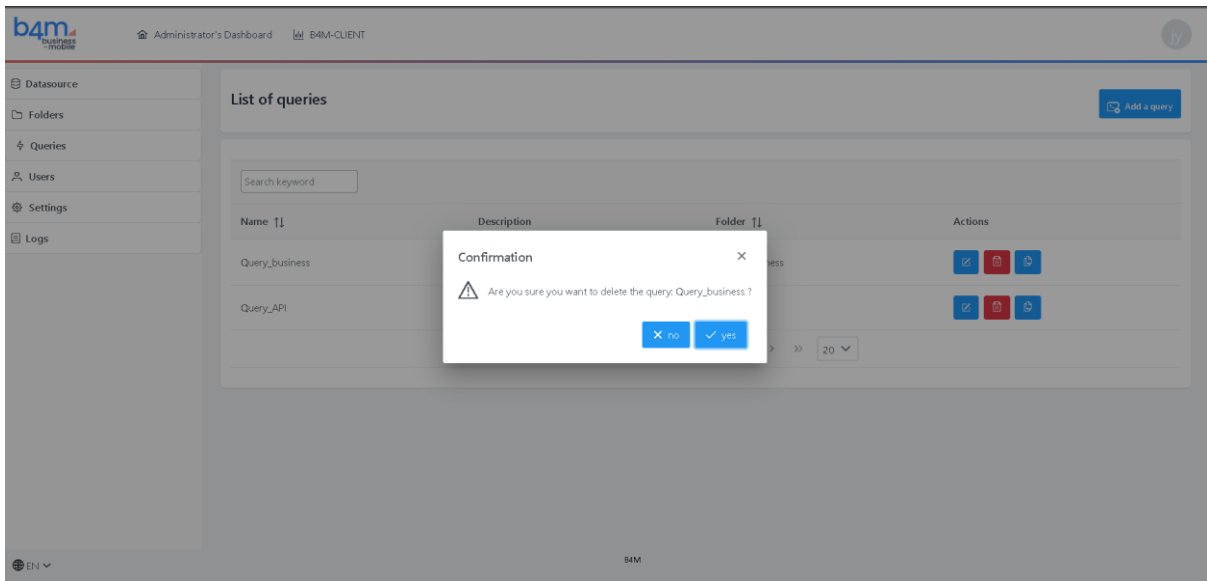 b4m
business
-mobile
Administrator's Dashboard B4M-CLIENT
jy
Datasource
Folders
Queries
Users
Settings
Logs
List of queries
Add a query
Search keyword
Name Description Folder Actions
Query_business ess
Query_API
Confirmation
Are you sure you want to delete the query: Query_business ?
no yes
20
EN
B4M